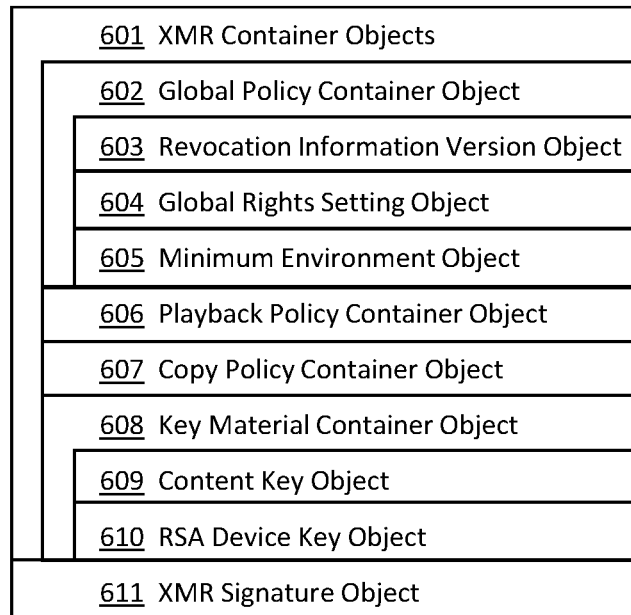 601 XMR Container Objects
602 Global Policy Container Object
603 Revocation Information Version Object
604 Global Rights Setting Object
605 Minimum Environment Object
606 Playback Policy Container Object
607 Copy Policy Container Object
608 Key Material Container Object
609 Content Key Object
610 RSA Device Key Object
611 XMR Signature Object